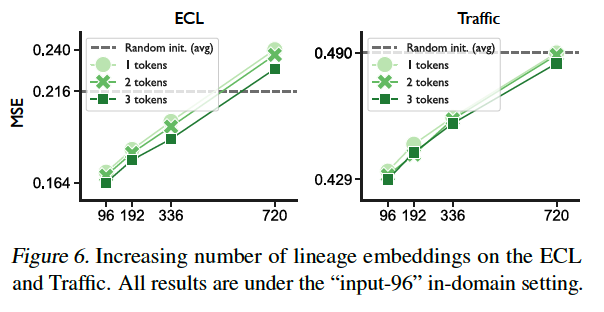 ECL
Traffic
MSE
0.240
0.216
0.164
Random init. (avg)
1 tokens
2 tokens
3 tokens
96 192 336 720
0.490
0.429
Random init. (avg)
1 tokens
2 tokens
3 tokens
96 192 336 720
Figure 6. Increasing number of lineage embeddings on the ECL
and Traffic. All results are under the “input-96” in-domain setting.